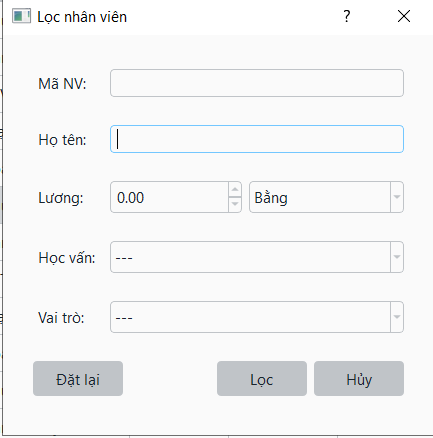 Lọc nhân viên
?
Mã NV:
Họ tên:
Lương: 0.00 Bằng
Học vấn: ---
Vai trò: ---
Đặt lại Lọc Hủy